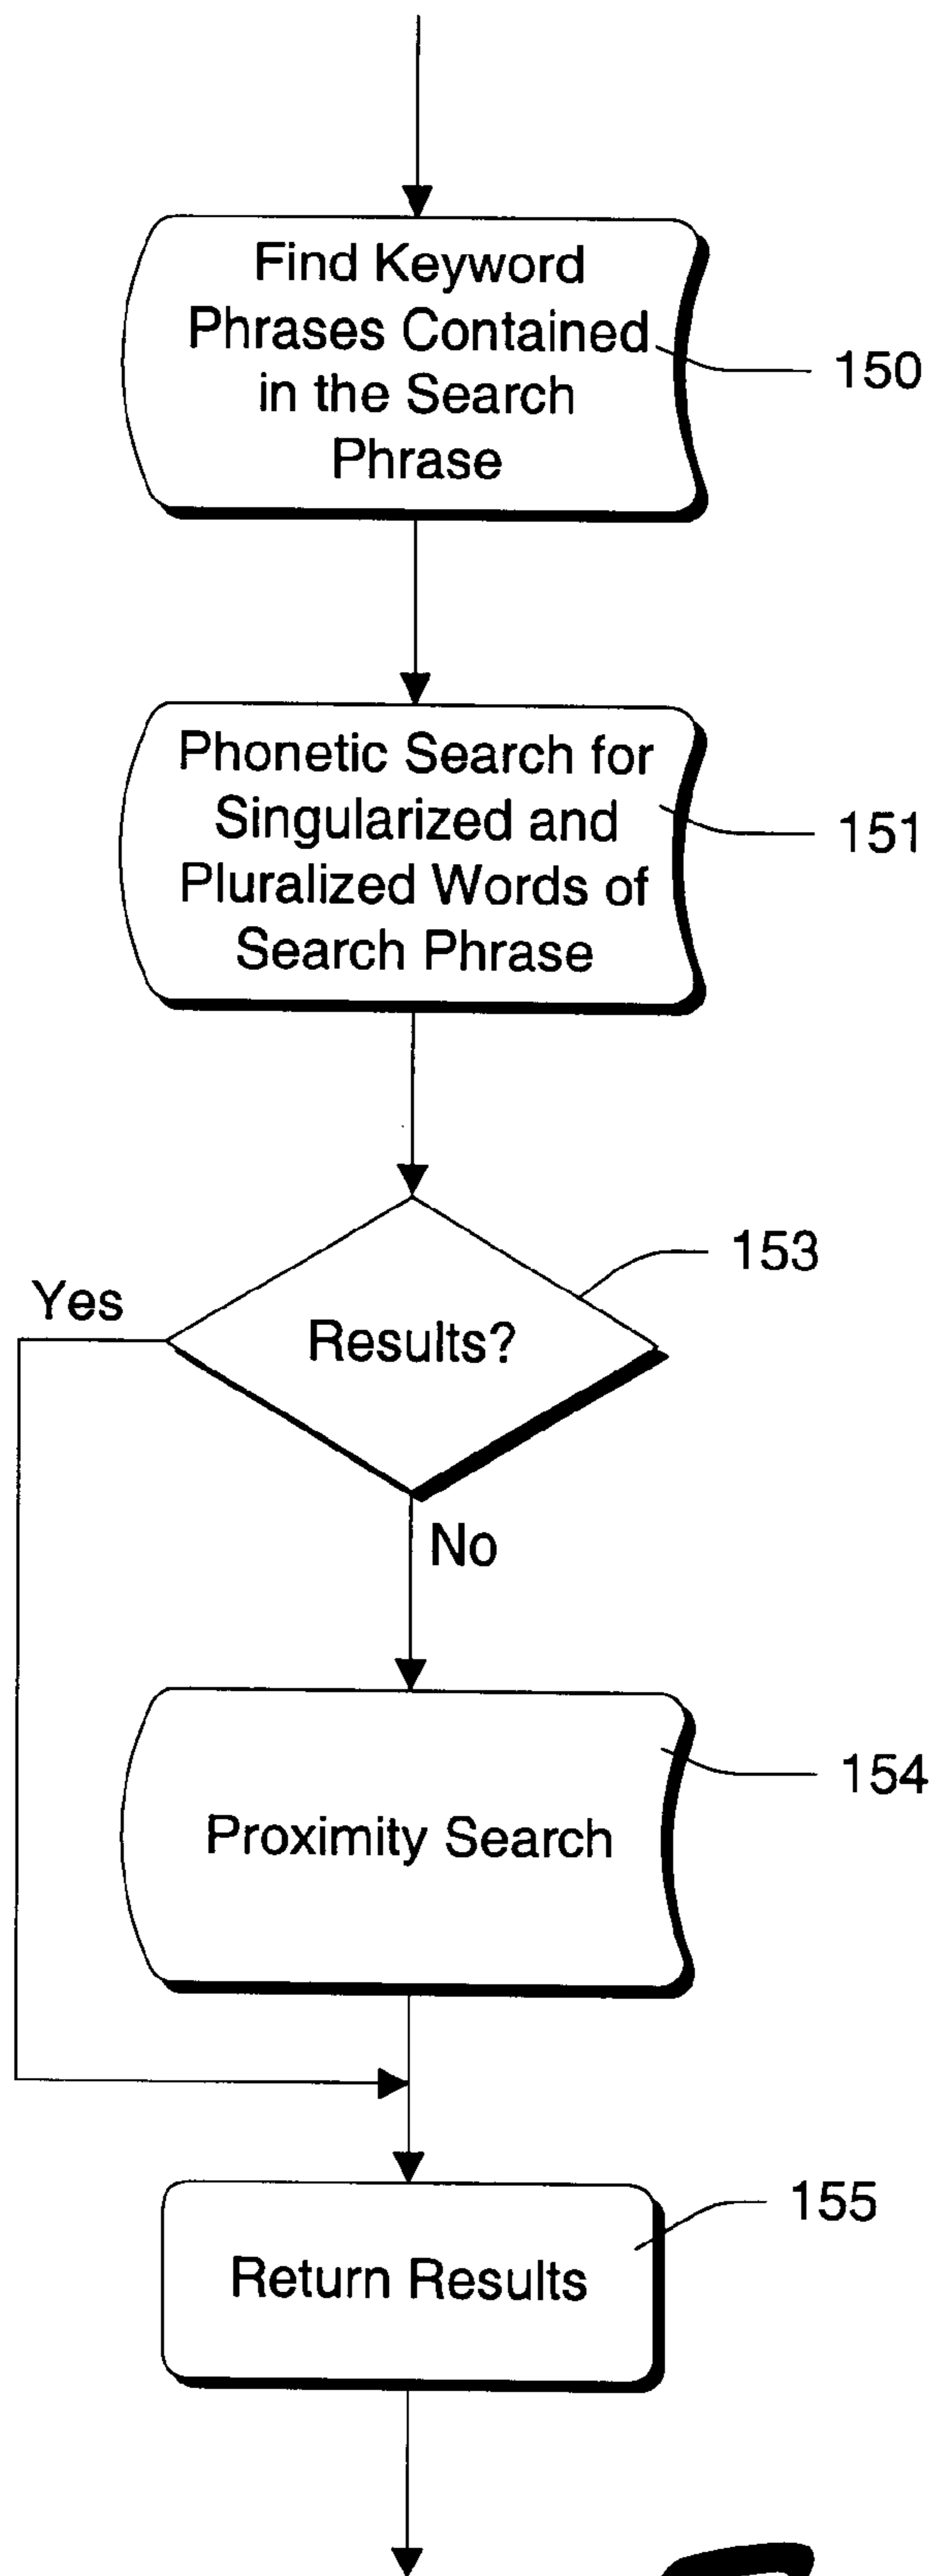 Find Keyword
Phrases Contained
in the Search
Phrase
150
Phonetic Search for
Singularized and
Pluralized Words of
Search Phrase
151
153
Yes
Results?
No
154
Proximity Search
155
Return Results